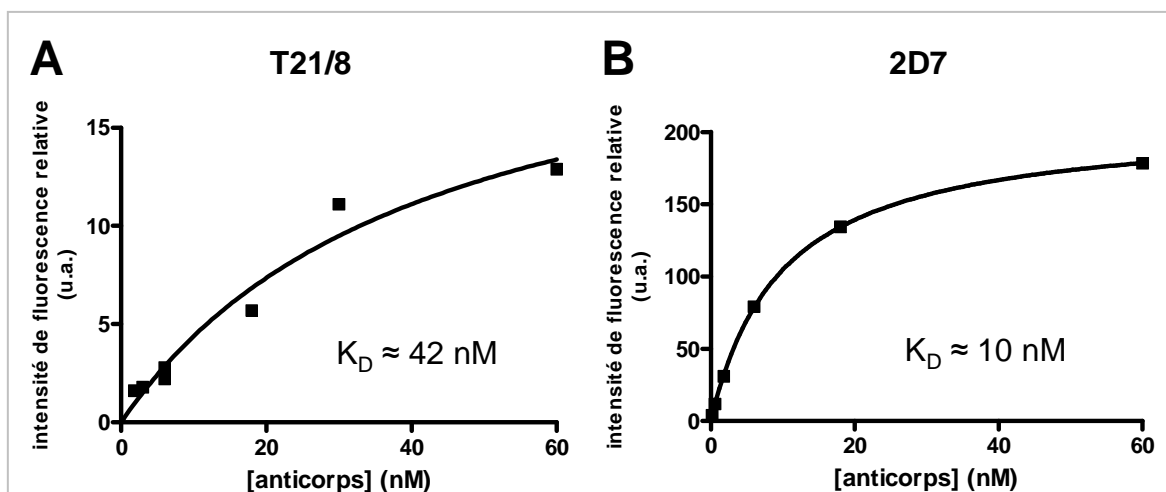 A
T21/8
intensité de fluorescence relative
(u.a.)
15
10
5
0
K_D ≈ 42 nM
0
20
40
60
[anticorps] (nM)
B
2D7
intensité de fluorescence relative
(u.a.)
200
150
100
50
0
K_D ≈ 10 nM
0
20
40
60
[anticorps] (nM)